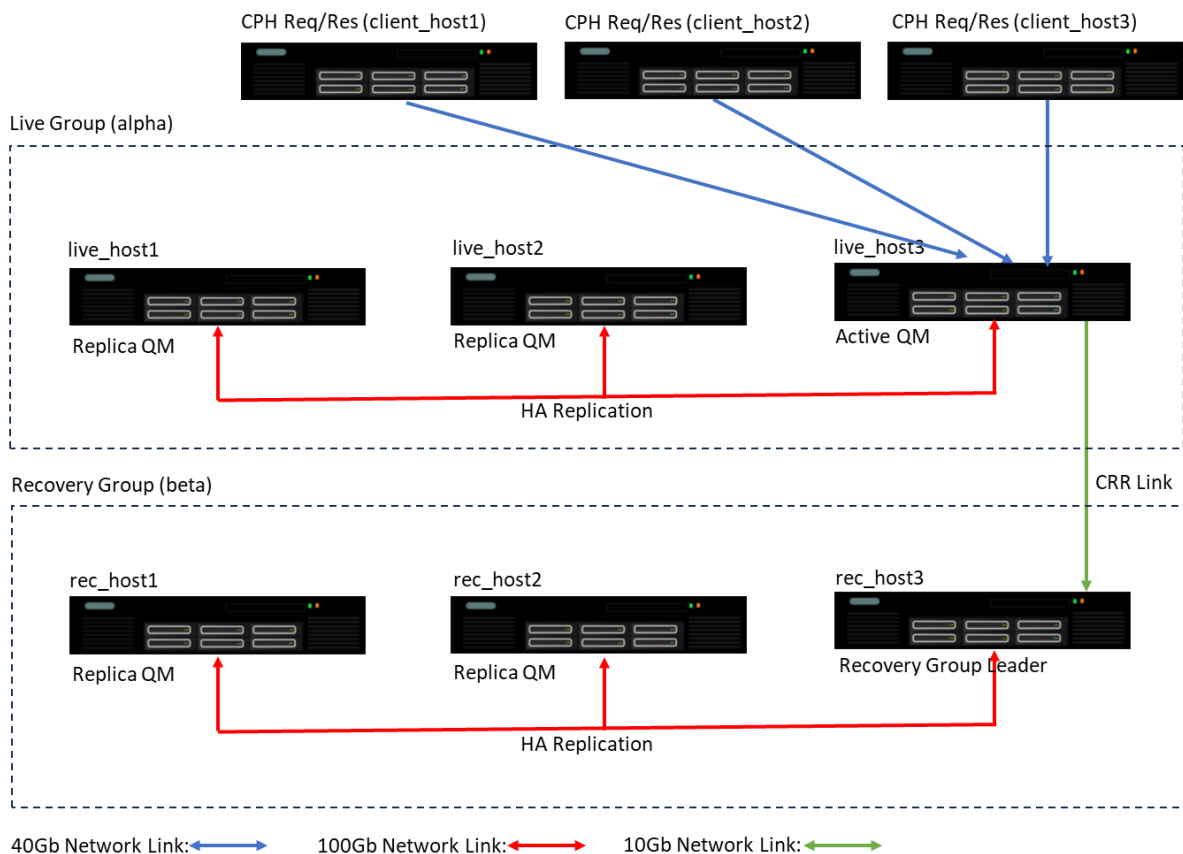 CPH Req/Res (client_host1)
CPH Req/Res (client_host2)
CPH Req/Res (client_host3)
Live Group (alpha)
live_host1
live_host2
live_host3
Replica QM
Replica QM
Active QM
HA Replication
Recovery Group (beta)
CRR Link
rec_host1
rec_host2
rec_host3
Replica QM
Replica QM
Recovery Group Leader
HA Replication
40Gb Network Link:
100Gb Network Link:
10Gb Network Link: